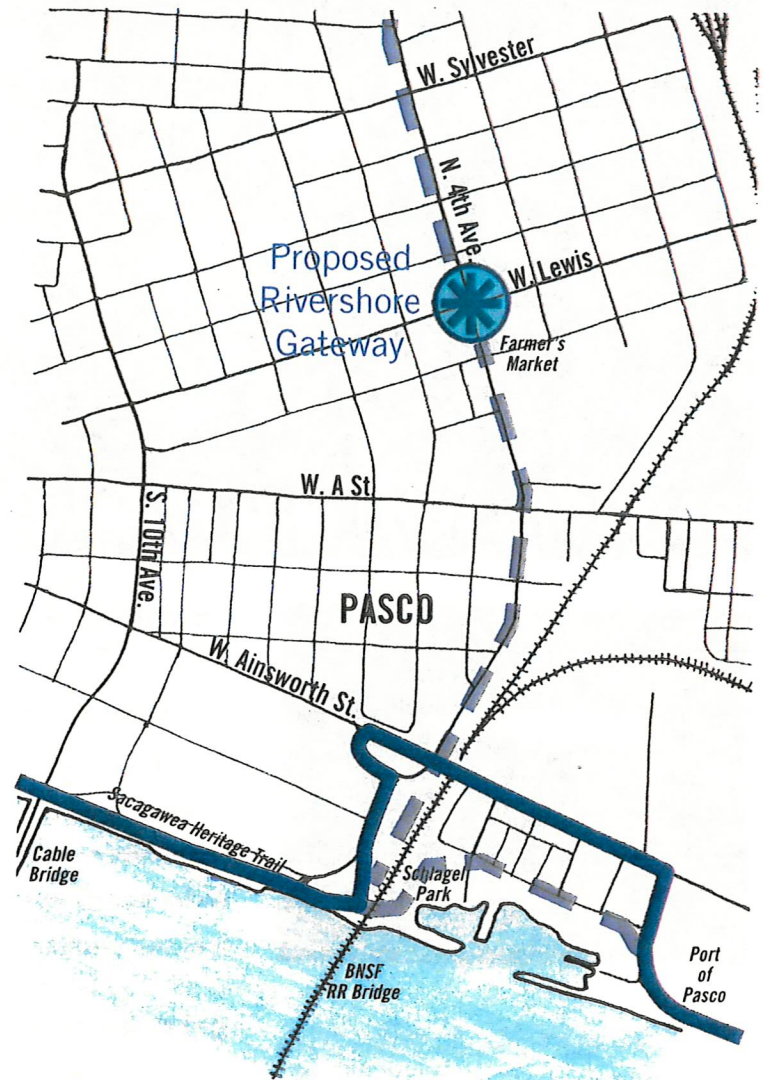 W. Sylvester
N. 4th Ave.
Proposed
Rivershore
Gateway
W. Lewis
Farmer's
Market
W. A St
S. 10th Ave.
PASCO
W. Ainsworth St.
Sacagawea Heritage Trail
Cable
Bridge
Schlagel
Park
BNSF
RR Bridge
Port
of
Pasco